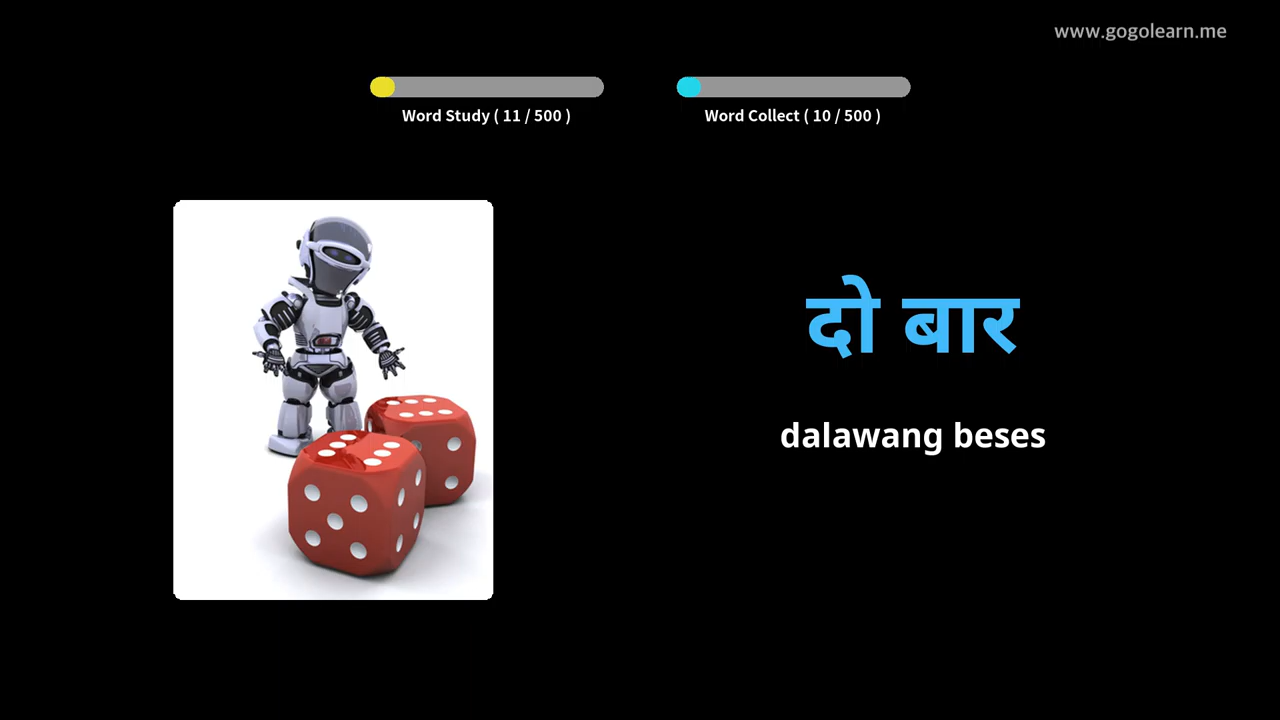 www.gogolearn.me
Word Study ( 11 / 500 )
Word Collect ( 10 / 500 )
दो बार
dalawang beses